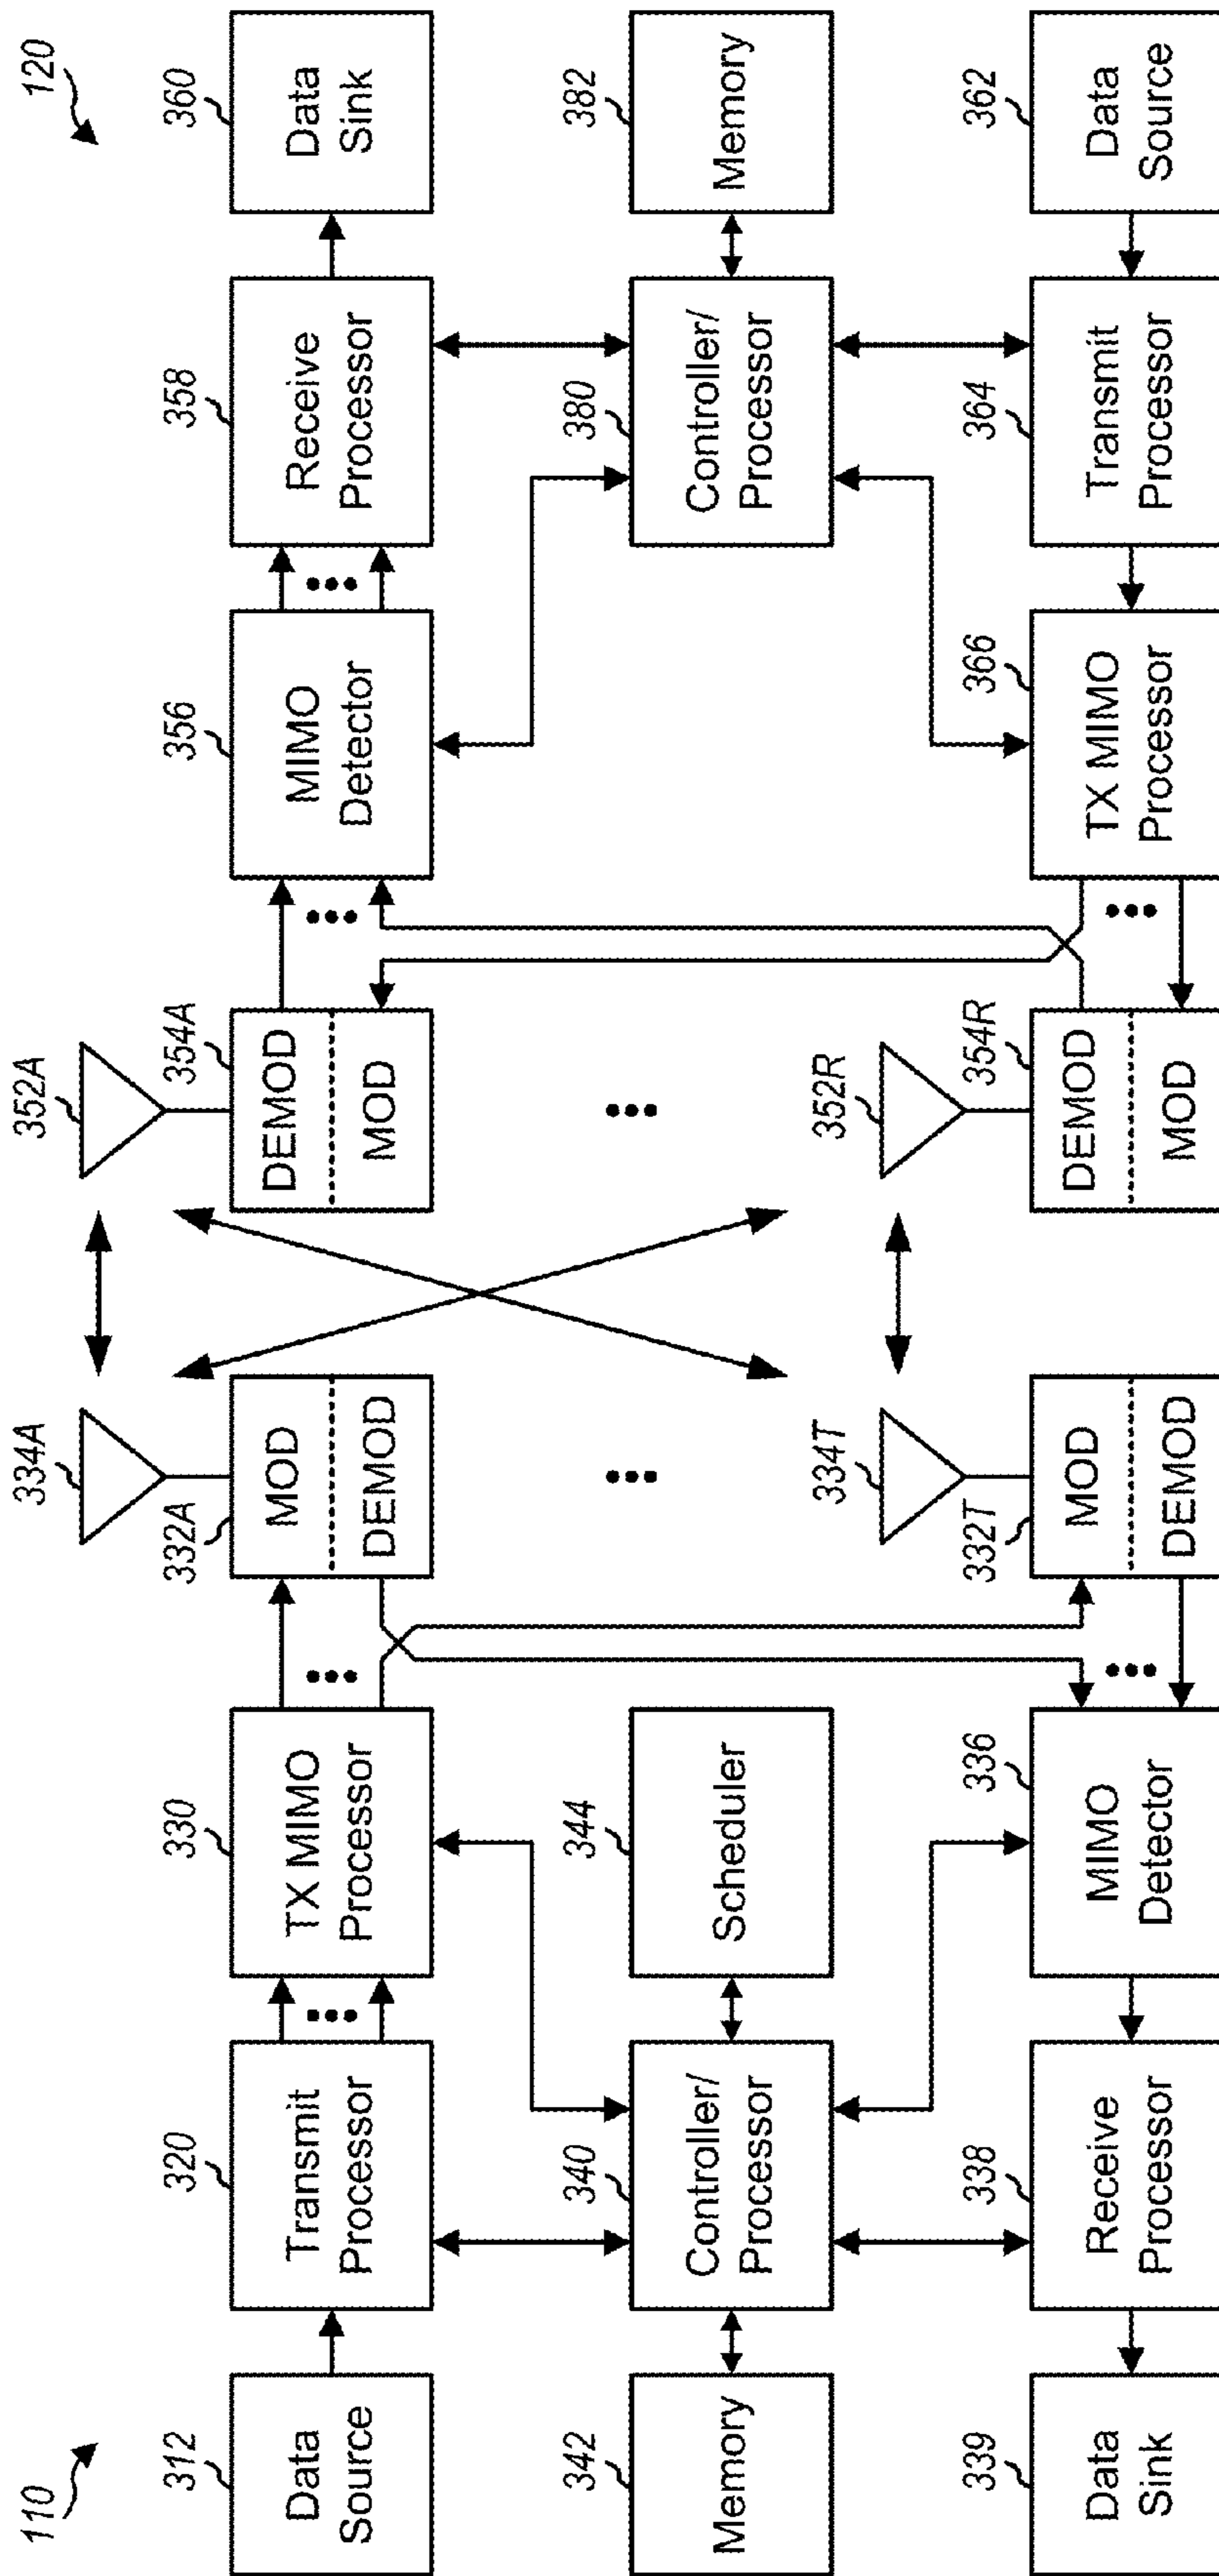 110
120
312
Data
Source
320
Transmit
Processor
330
TX MIMO
Processor
334A
332A
MOD
DEMOD
352A
354A
DEMOD
MOD
356
MIMO
Detector
358
Receive
Processor
360
Data
Sink
342
Memory
340
Controller/
Processor
344
Scheduler
380
Controller/
Processor
382
Memory
339
Data
Sink
338
Receive
Processor
336
MIMO
Detector
334T
332T
MOD
DEMOD
352R
354R
DEMOD
MOD
366
TX MIMO
Processor
364
Transmit
Processor
362
Data
Source